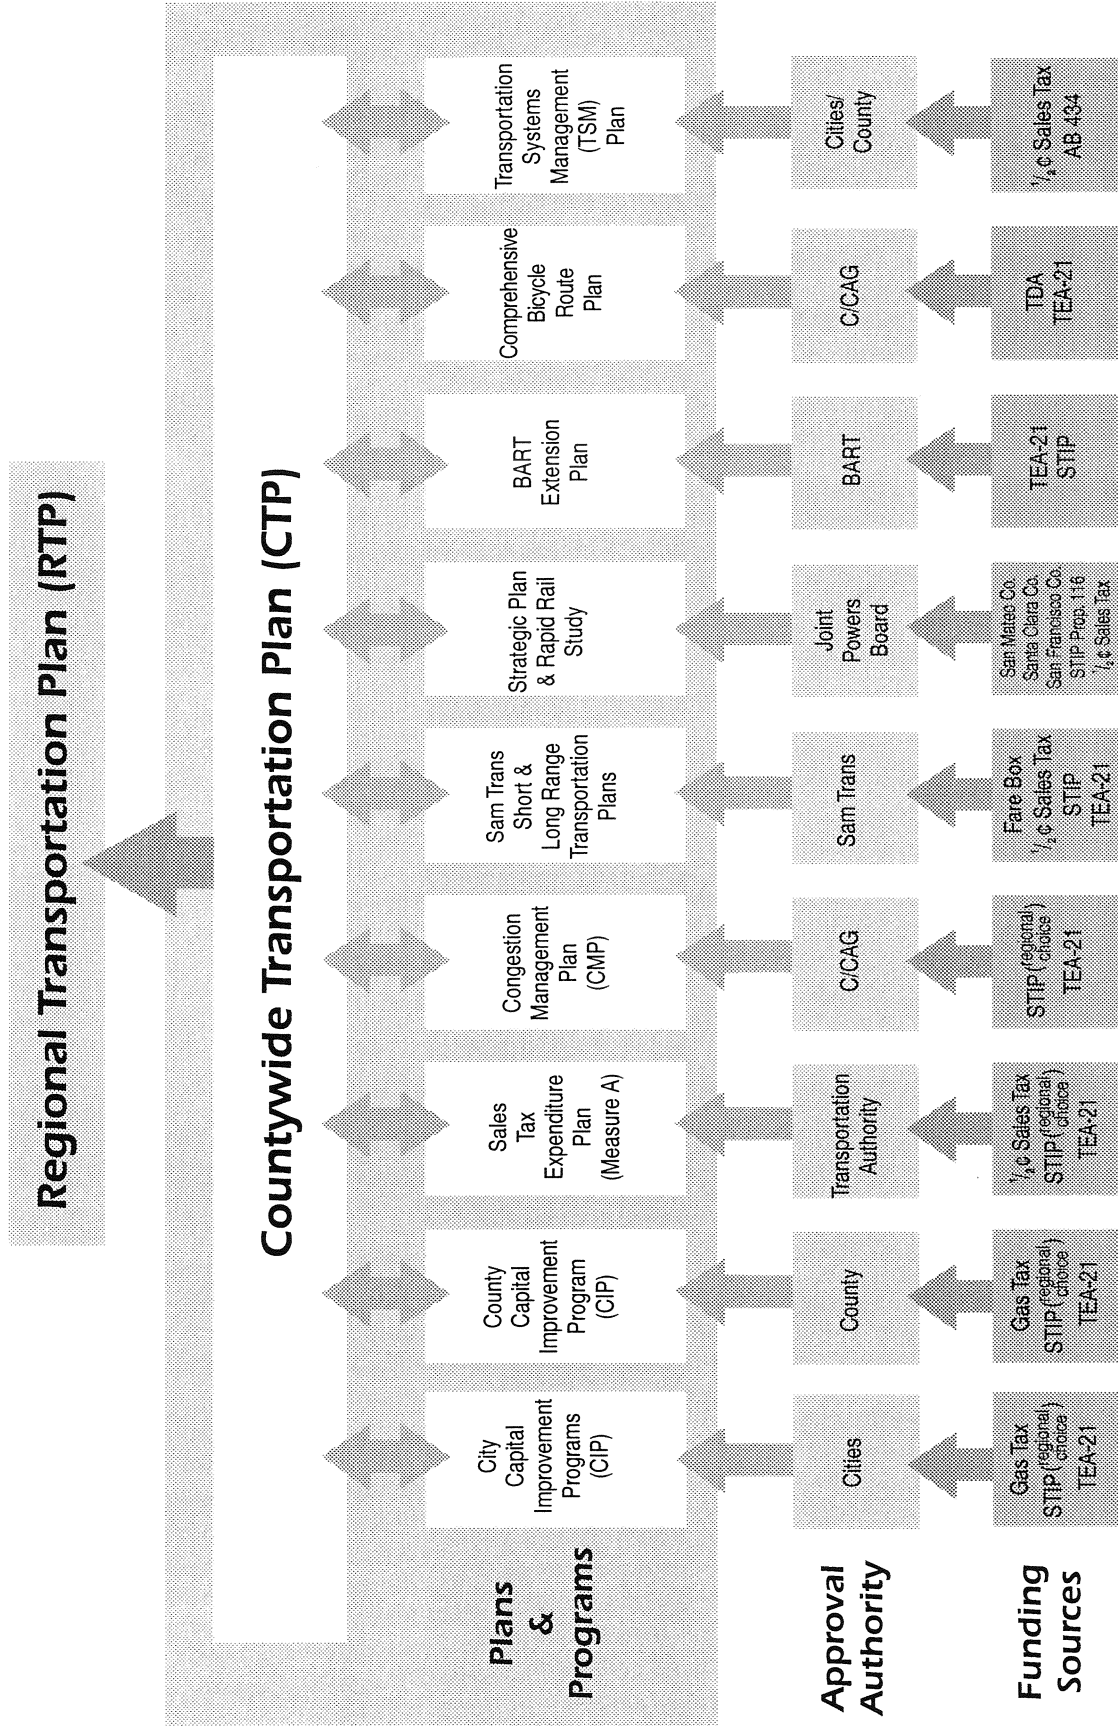 Regional Transportation Plan (RTP)
Countywide Transportation Plan (CTP)
Plans
&
Programs
City
Capital
Improvement
Programs
(CIP)
County
Capital
Improvement
Program
(CIP)
Sales
Tax
Expenditure
Plan
(Measure A)
Congestion
Management
Plan
(CMP)
Sam Trans
Short &
Long Range
Transportation
Plans
Strategic Plan
& Rapid Rail
Study
BART
Extension
Plan
Comprehensive
Bicycle
Route
Plan
Transportation
Systems
Management
(TSM)
Plan
Approval
Authority
Cities
County
Transportation
Authority
C/CAG
Sam Trans
Joint
Powers
Board
BART
C/CAG
Cities/
County
Funding
Sources
Gas Tax
STIP (regional choice)
TEA-21
Gas Tax
STIP (regional choice)
TEA-21
1/2 ¢ Sales Tax
STIP (regional choice)
TEA-21
STIP (regional choice)
TEA-21
Fare Box
1/2 ¢ Sales Tax
STIP
TEA-21
San Mateo Co.
Santa Clara Co.
San Francisco Co.
STIP Prop. 116
1/2 ¢ Sales Tax
TEA-21
STIP
TDA
TEA-21
1/2 ¢ Sales Tax
AB 434